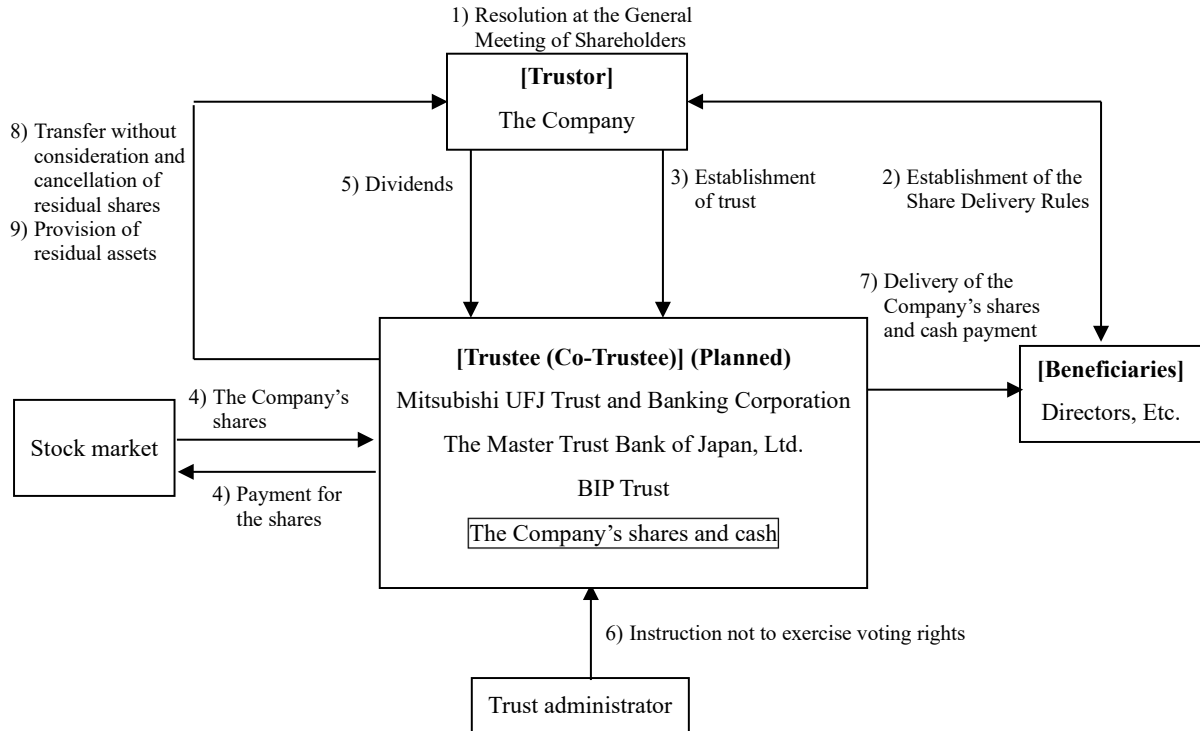 1) Resolution at the General
Meeting of Shareholders
[Trustor]
The Company
8) Transfer without
consideration and
cancellation of
residual shares
9) Provision of
residual assets
5) Dividends
3) Establishment
of trust
2) Establishment of the
Share Delivery Rules
7) Delivery of the
Company’s shares
and cash payment
[Trustee (Co-Trustee)] (Planned)
Mitsubishi UFJ Trust and Banking Corporation
The Master Trust Bank of Japan, Ltd.
BIP Trust
The Company’s shares and cash
[Beneficiaries]
Directors, Etc.
4) The Company’s
shares
Stock market
4) Payment for
the shares
6) Instruction not to exercise voting rights
Trust administrator